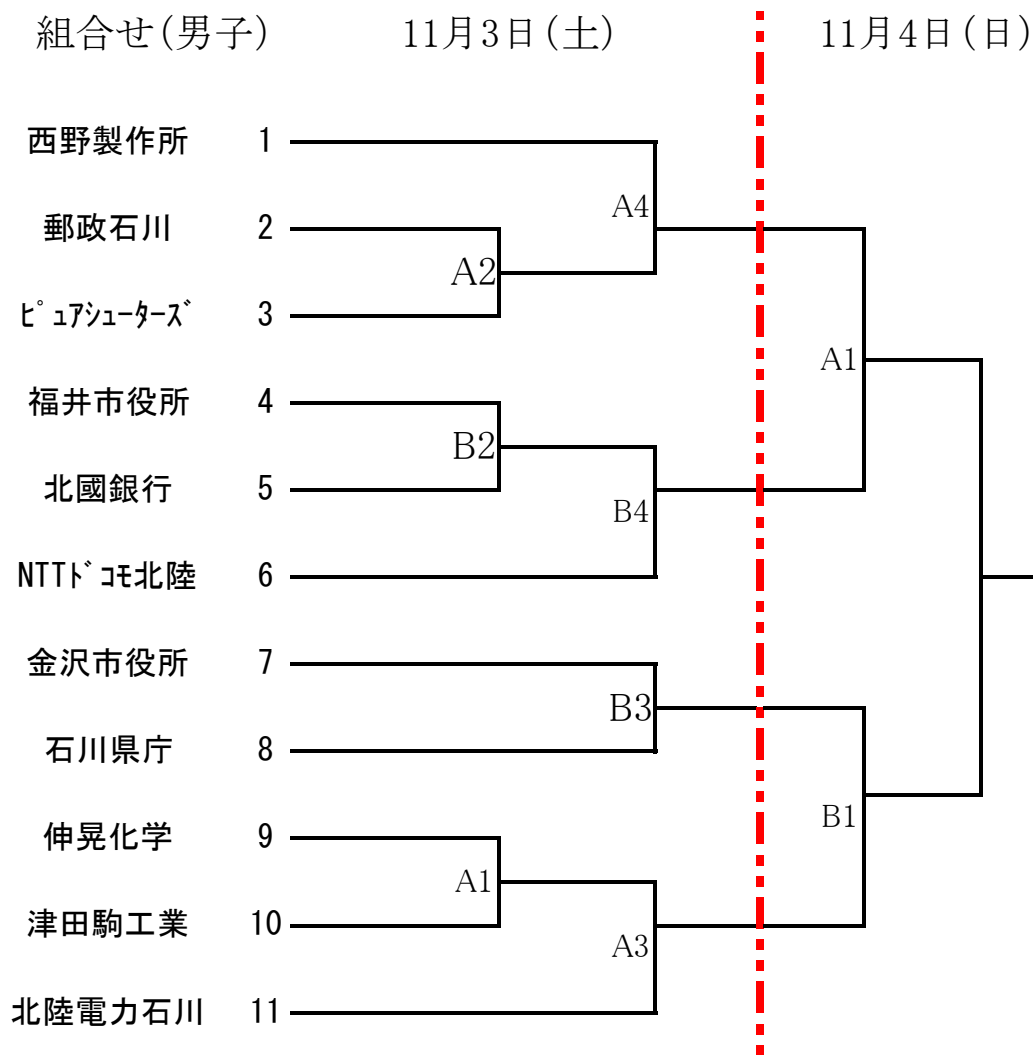 組合せ(男子) 11月3日(土) 11月4日(日)
西野製作所 1
A4
郵政石川 2
A2
ﾋﾟｭｱｼｭｰﾀｰｽﾞ 3
A1
福井市役所 4
B2
北國銀行 5
B4
NTTﾄﾞｺﾓ北陸 6
金沢市役所 7
B3
石川県庁 8
B1
伸晃化学 9
A1
津田駒工業 10
A3
北陸電力石川 11